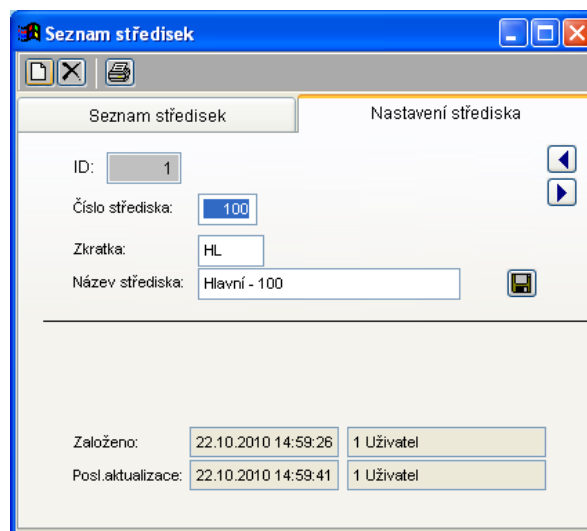 Seznam středisek
Seznam středisek
Nastavení střediska
ID: 1
Číslo střediska: 100
Zkratka: HL
Název střediska: Hlavní - 100
Založeno: 22.10.2010 14:59:26 1 Uživatel
Posl.aktualizace: 22.10.2010 14:59:41 1 Uživatel